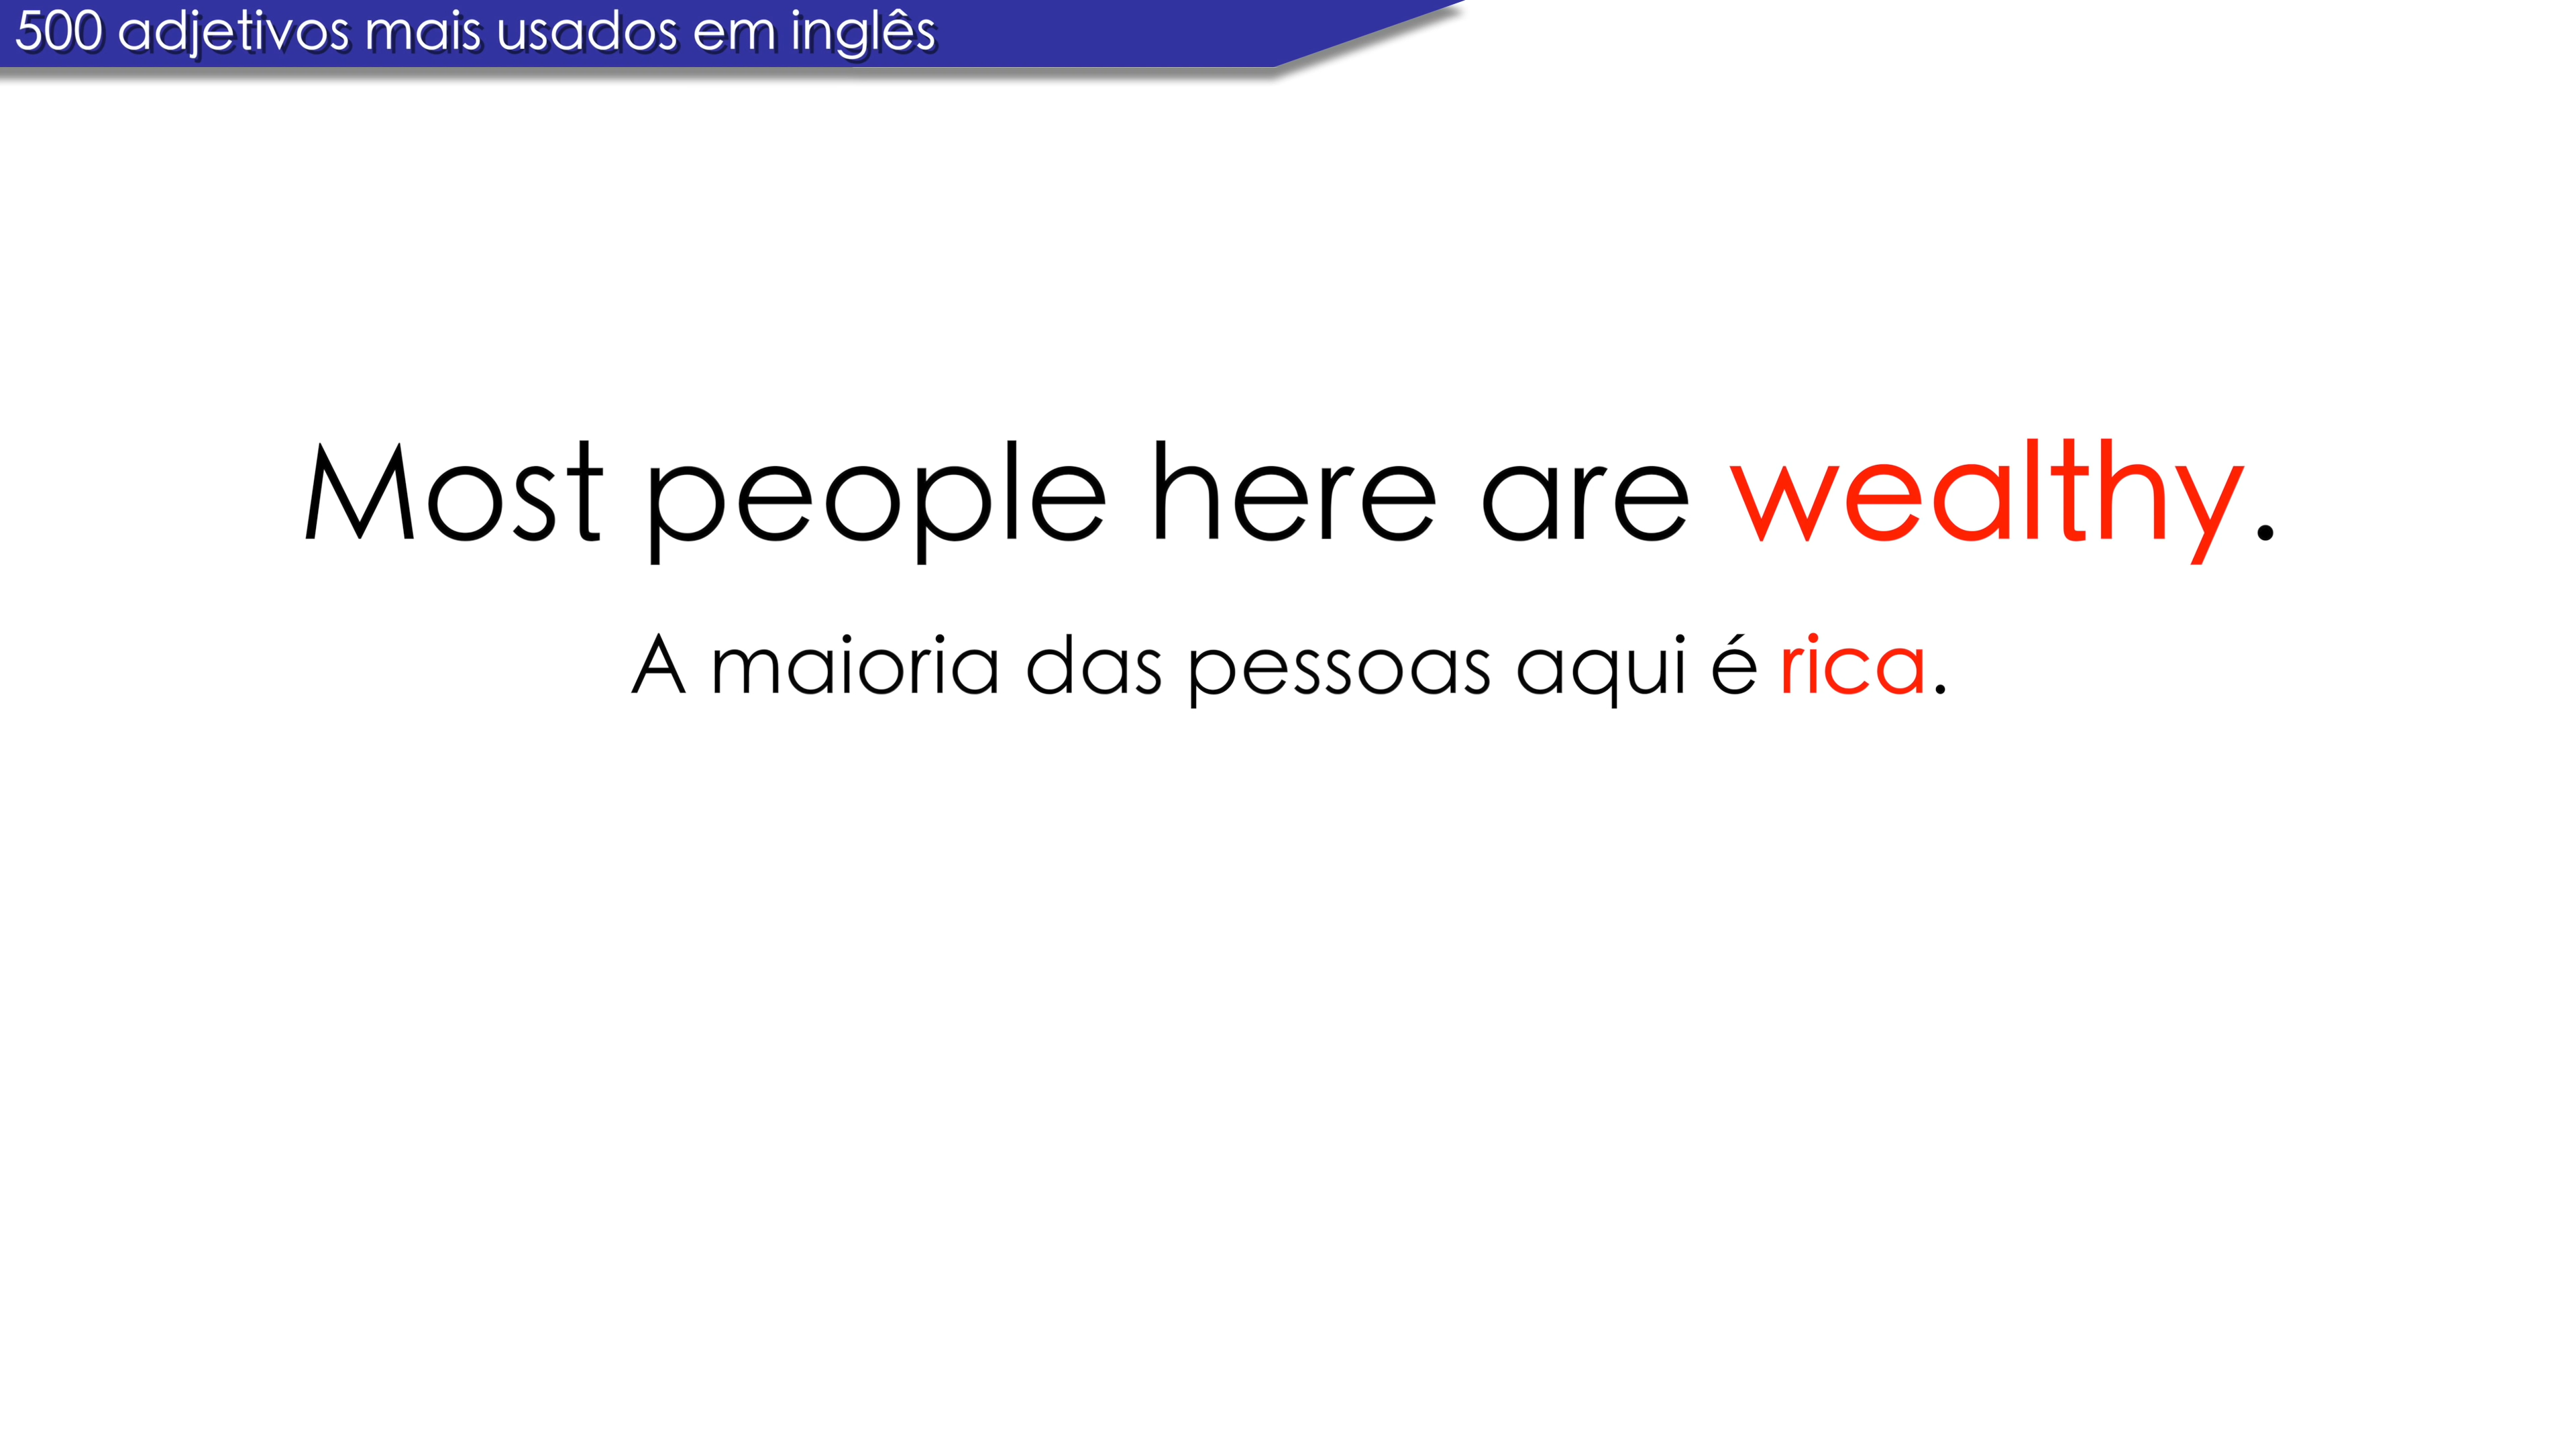 500 adjetivos mais usados em inglês
Most people here are wealthy.
A maioria das pessoas aqui é rica.